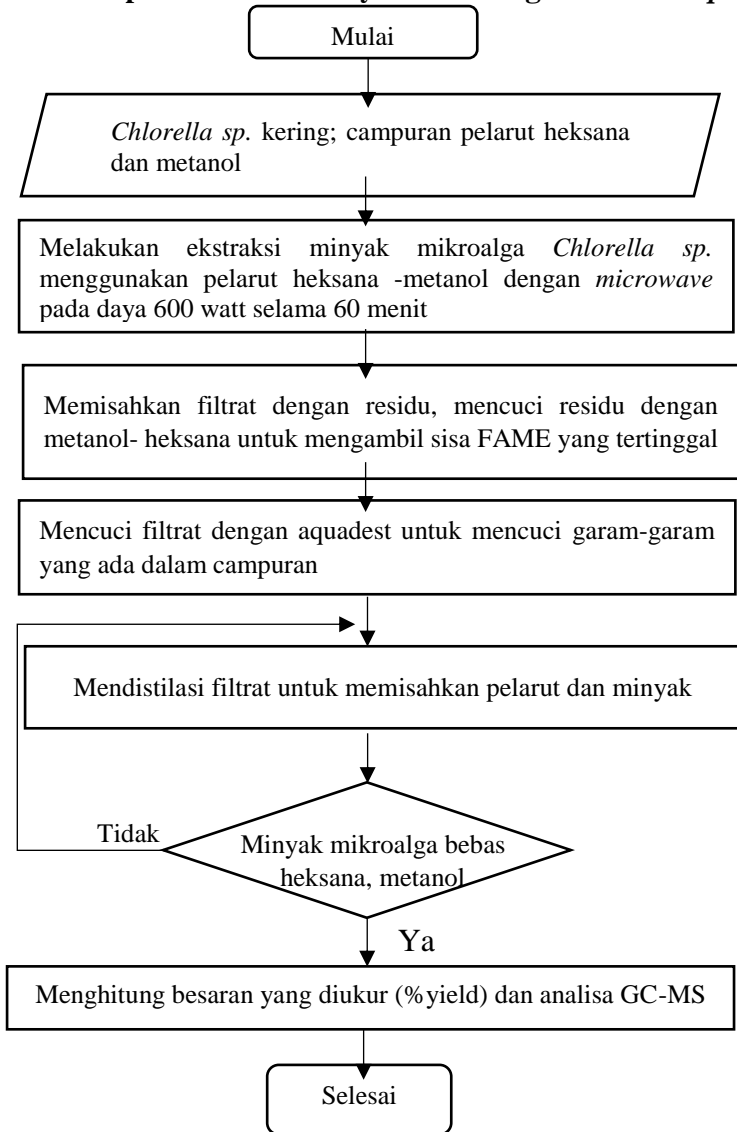 Mulai
Chlorella sp. kering; campuran pelarut heksana
dan metanol
Melakukan ekstraksi minyak mikroalga Chlorella sp.
menggunakan pelarut heksana -metanol dengan microwave
pada daya 600 watt selama 60 menit
Memisahkan filtrat dengan residu, mencuci residu dengan
metanol- heksana untuk mengambil sisa FAME yang tertinggal
Mencuci filtrat dengan aquadest untuk mencuci garam-garam
yang ada dalam campuran
Mendistilasi filtrat untuk memisahkan pelarut dan minyak
Tidak
Minyak mikroalga bebas
heksana, metanol
Ya
Menghitung besaran yang diukur (%yield) dan analisa GC-MS
Selesai